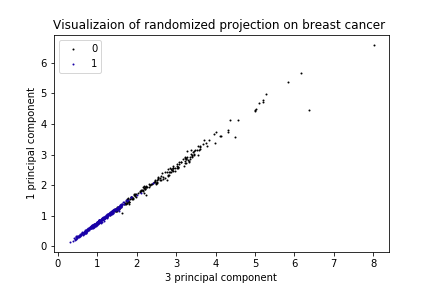 Visualizaion of randomized projection on breast cancer
0
1
1 principal component
6
5
4
3
2
1
0
0 1 2 3 4 5 6 7 8
3 principal component